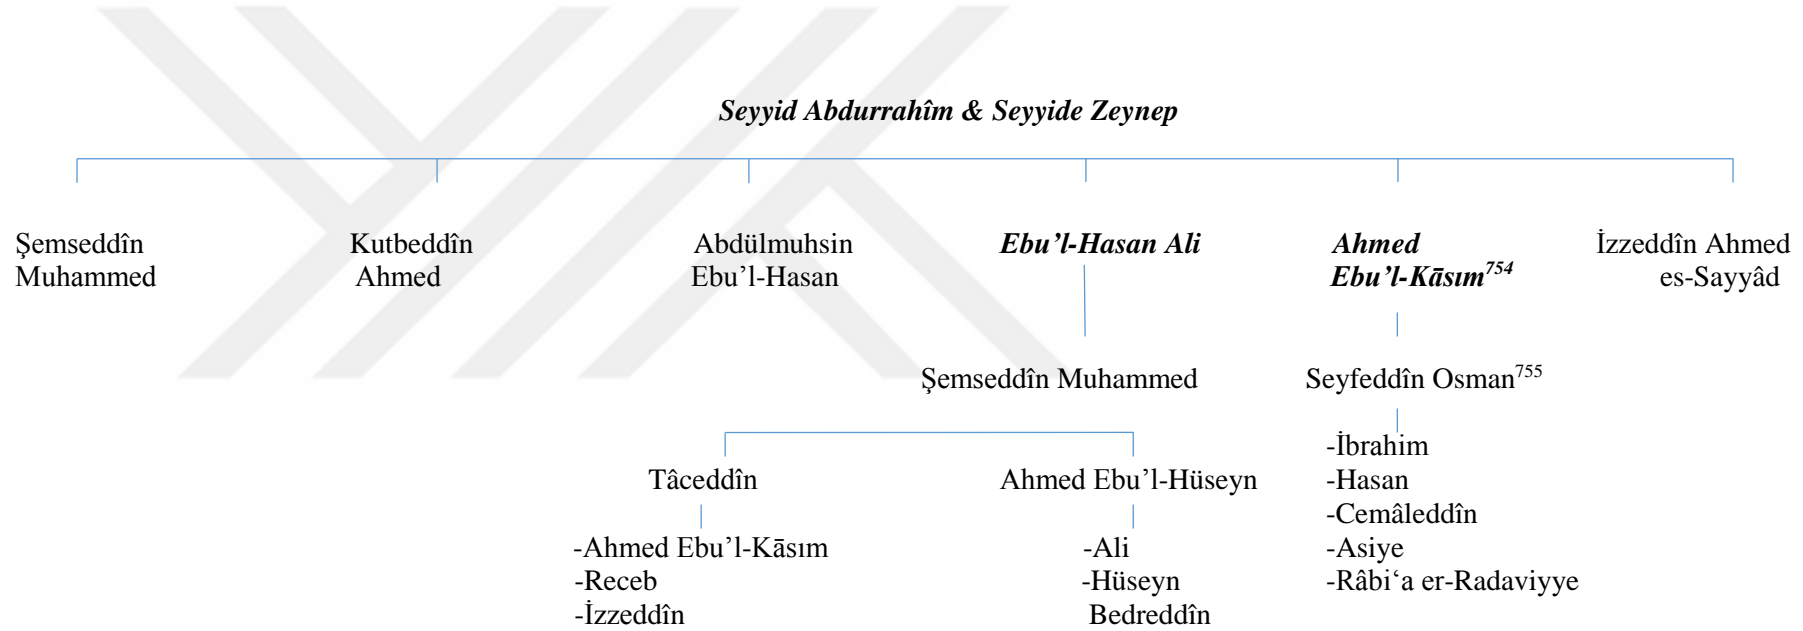 Seyyid Abdurrahîm & Seyyide Zeynep
Şemseddîn
Muhammed
Kutbeddîn
Ahmed
Abdülmuhsin
Ebu’l-Hasan
Ebu’l-Hasan Ali
Ahmed
Ebu’l-Kāsım754
İzzeddîn Ahmed
es-Sayyâd
Şemseddîn Muhammed
Seyfeddîn Osman755
Tâceddîn
Ahmed Ebu’l-Hüseyn
-Ahmed Ebu’l-Kāsım
-Receb
-İzzeddîn
-Ali
-Hüseyn
Bedreddîn
-İbrahim
-Hasan
-Cemâleddîn
-Asiye
-Râbi‘a er-Radaviyye